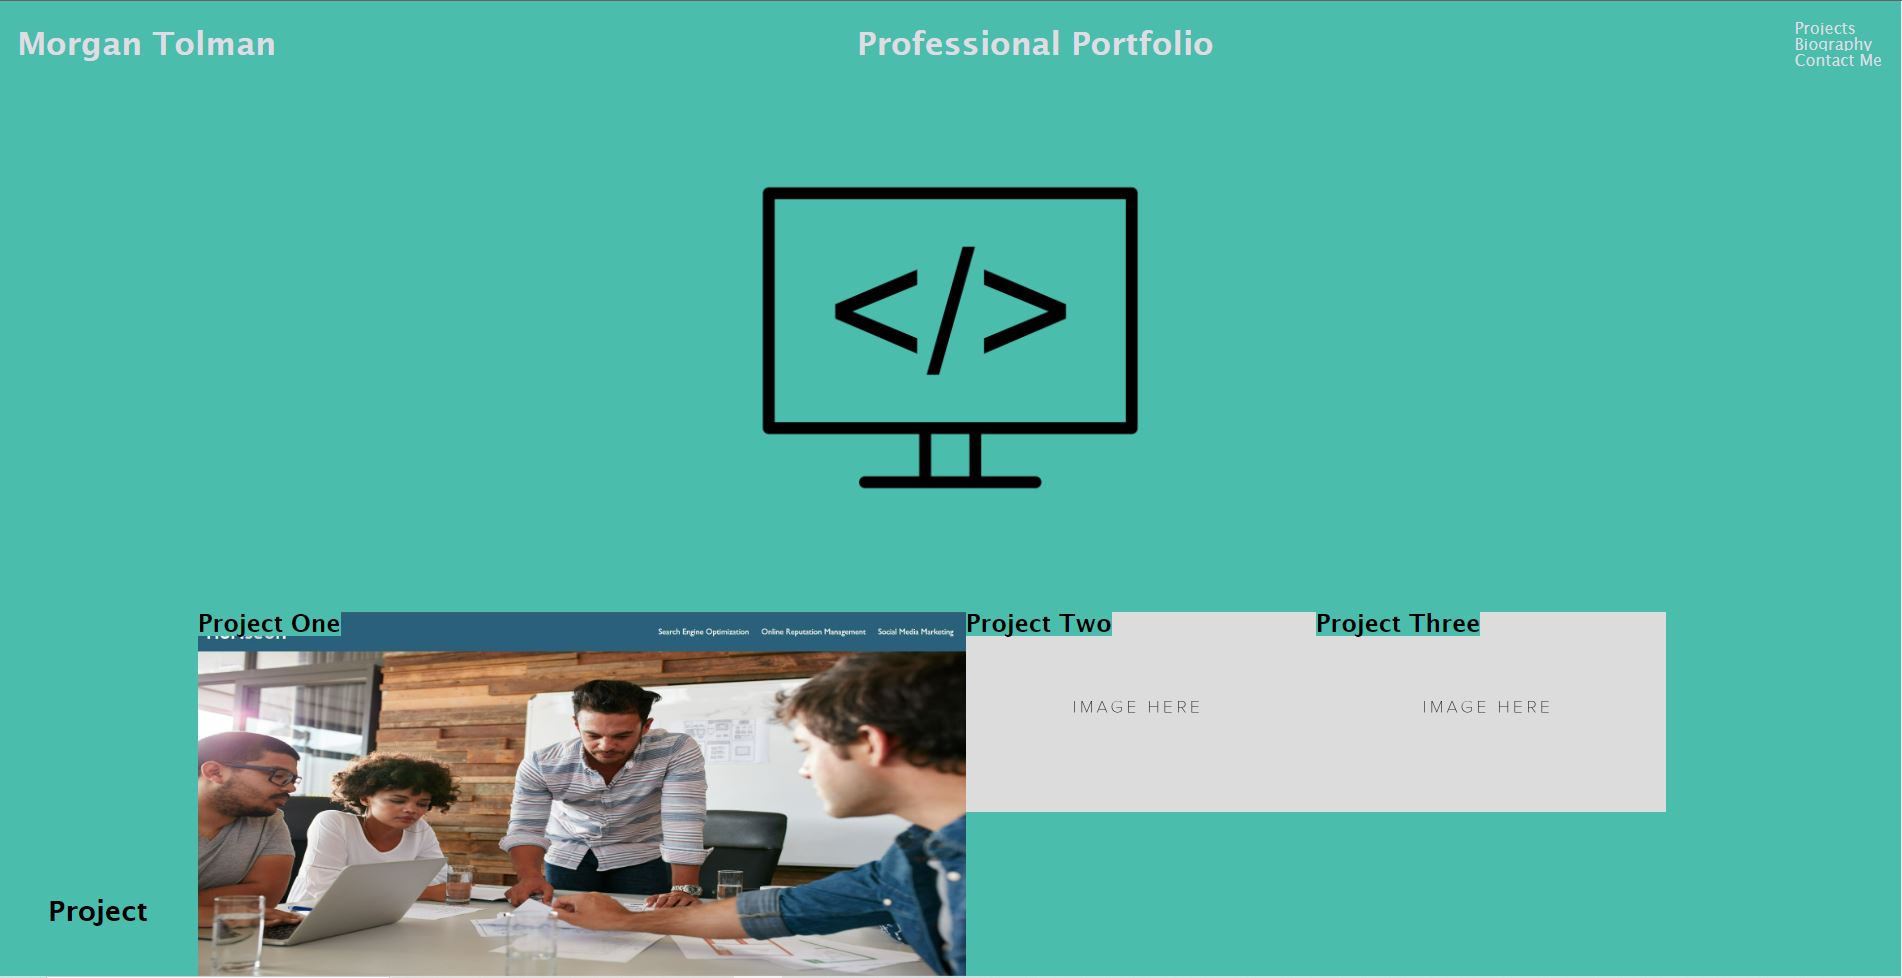 Morgan Tolman
Professional Portfolio
Projects
Biography
Contact Me
</>
Project One
Search Engine Optimization Online Reputation Management Social Media Marketing
Project Two
IMAGE HERE
Project Three
IMAGE HERE
Project